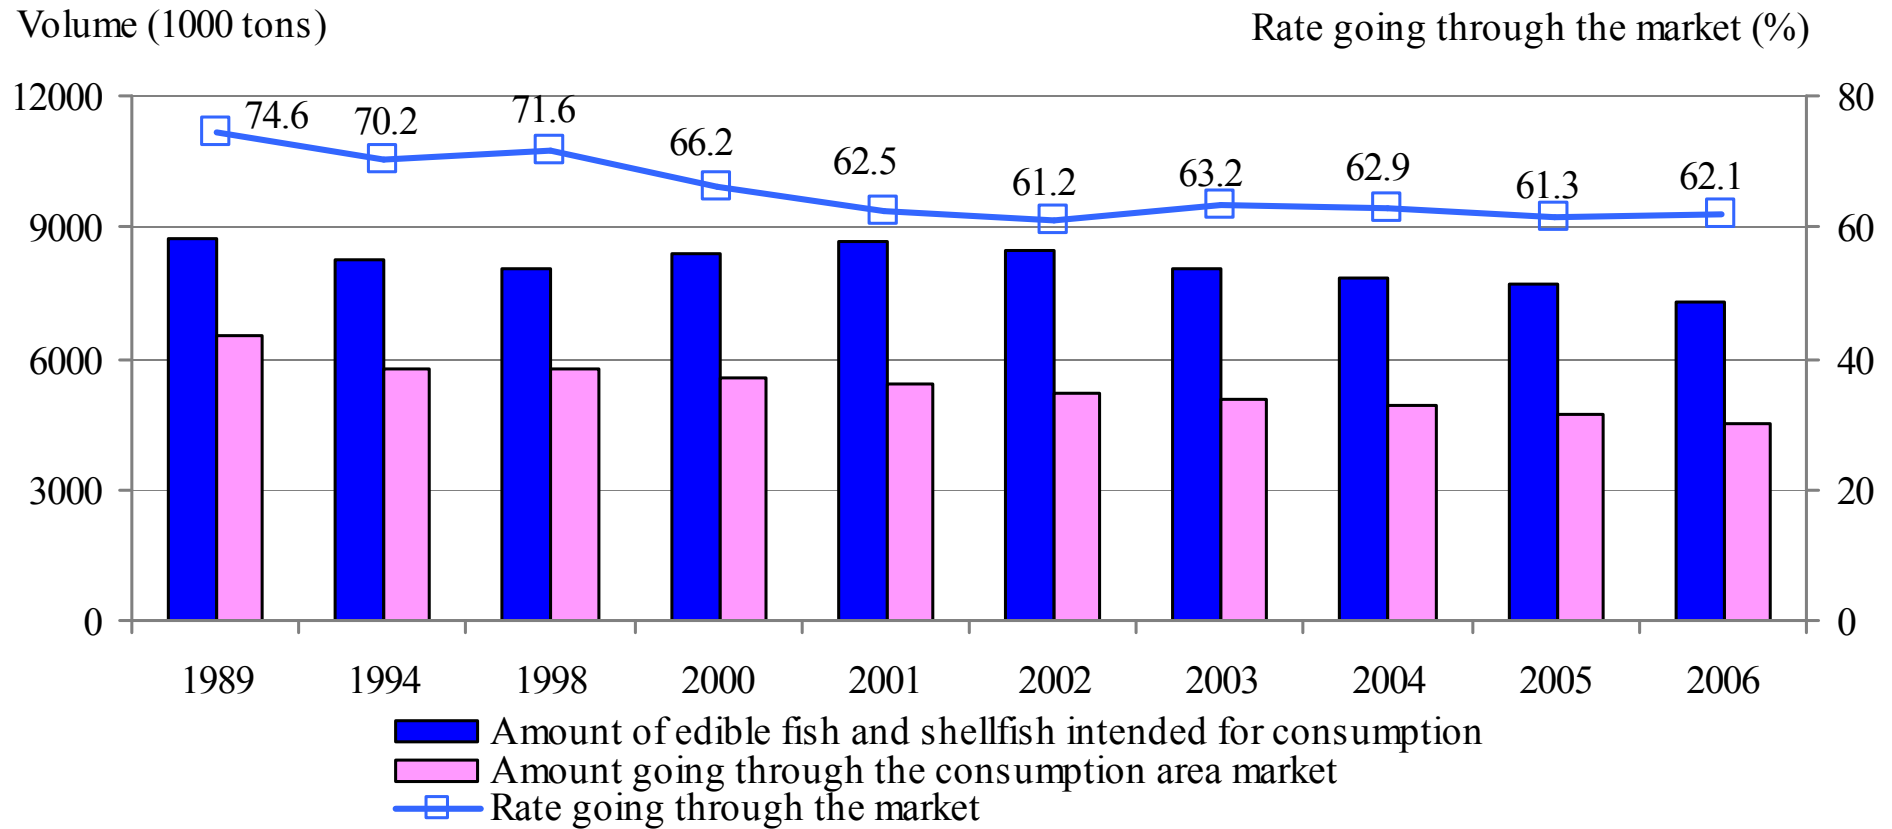 Volume (1000 tons) Rate going through the market (%)
12000 80
74.6 70.2 71.6 66.2 62.5 61.2 63.2 62.9 61.3 62.1
9000 60
6000 40
3000 20
0 0
1989 1994 1998 2000 2001 2002 2003 2004 2005 2006
Amount of edible fish and shellfish intended for consumption
Amount going through the consumption area market
Rate going through the market